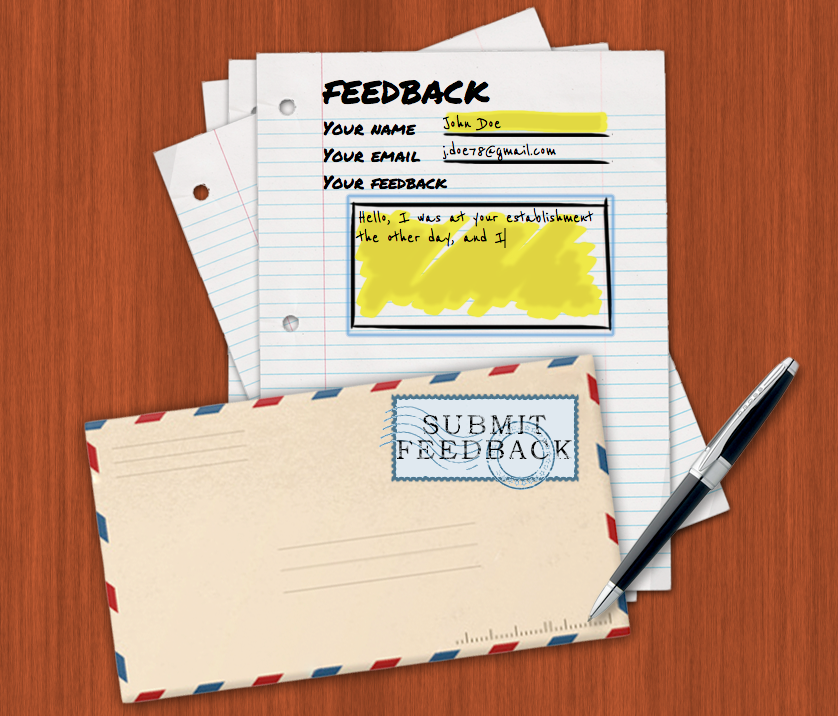 FEEDBACK
YOUR NAME John Doe
YOUR EMAIL j.doe78@gmail.com
YOUR FEEDBACK
Hello, I was at your establishment
the other day, and I
SUBMIT
FEEDBACK